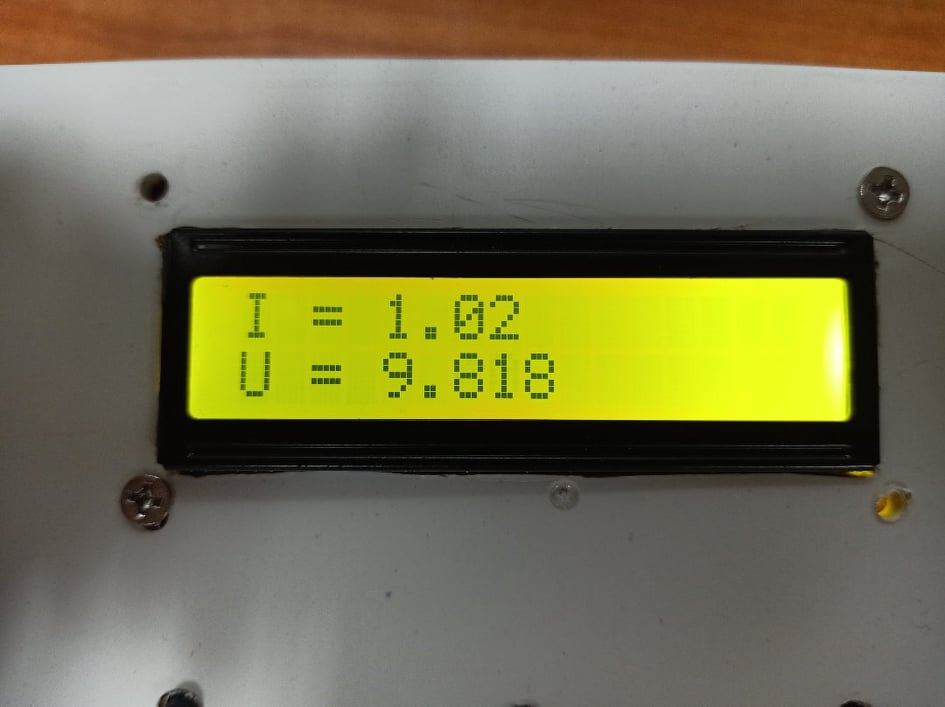 I = 1.02
U = 9.818